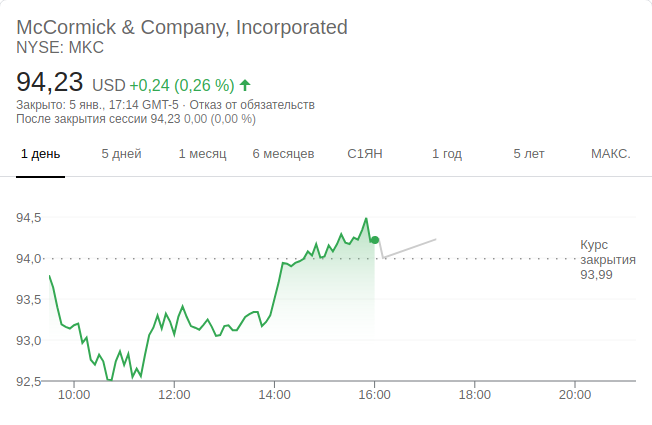 McCormick & Company, Incorporated
NYSE: MKC
94,23 USD +0,24 (0,26 %)
Закрыто: 5 янв., 17:14 GMT-5 · Отказ от обязательств
После закрытия сессии 94,23 0,00 (0,00 %)
1 день 5 дней 1 месяц 6 месяцев С1ЯН 1 год 5 лет МАКС.
94,5
Курс
94,0 закрытия
93,99
93,5
93,0
92,5
10:00 12:00 14:00 16:00 18:00 20:00